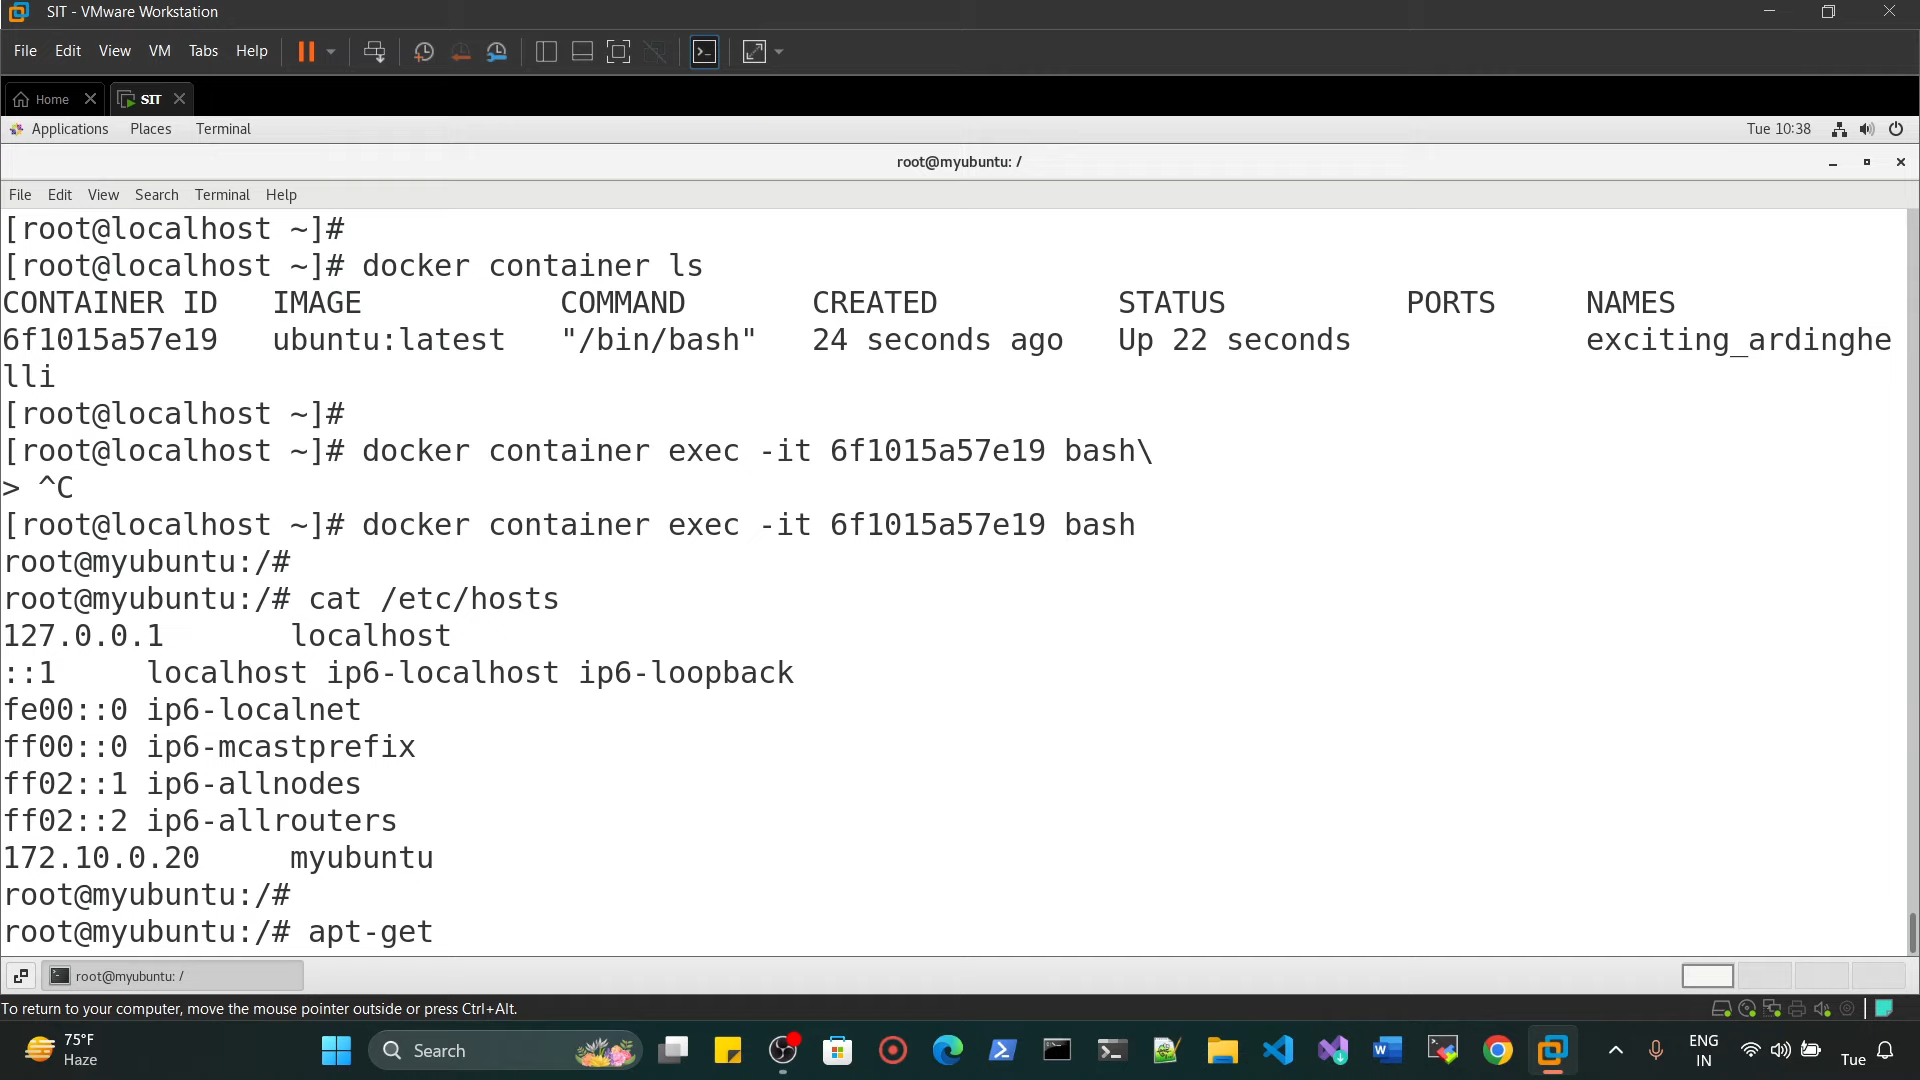 SIT - VMware Workstation
File Edit View VM Tabs Help
Home SIT
Applications Places Terminal Tue 10:38
root@myubuntu: /
File Edit View Search Terminal Help
[root@localhost ~]#
[root@localhost ~]# docker container ls
CONTAINER ID IMAGE COMMAND CREATED STATUS PORTS NAMES
6f1015a57e19 ubuntu:latest "/bin/bash" 24 seconds ago Up 22 seconds exciting_ardinghe
lli
[root@localhost ~]#
[root@localhost ~]# docker container exec -it 6f1015a57e19 bash\
> ^C
[root@localhost ~]# docker container exec -it 6f1015a57e19 bash
root@myubuntu:/#
root@myubuntu:/# cat /etc/hosts
127.0.0.1 localhost
::1 localhost ip6-localhost ip6-loopback
fe00::0 ip6-localnet
ff00::0 ip6-mcastprefix
ff02::1 ip6-allnodes
ff02::2 ip6-allrouters
172.10.0.20 myubuntu
root@myubuntu:/#
root@myubuntu:/# apt-get
root@myubuntu: /
To return to your computer, move the mouse pointer outside or press Ctrl+Alt.
75°F
Haze
Search
ENG
IN
Tue